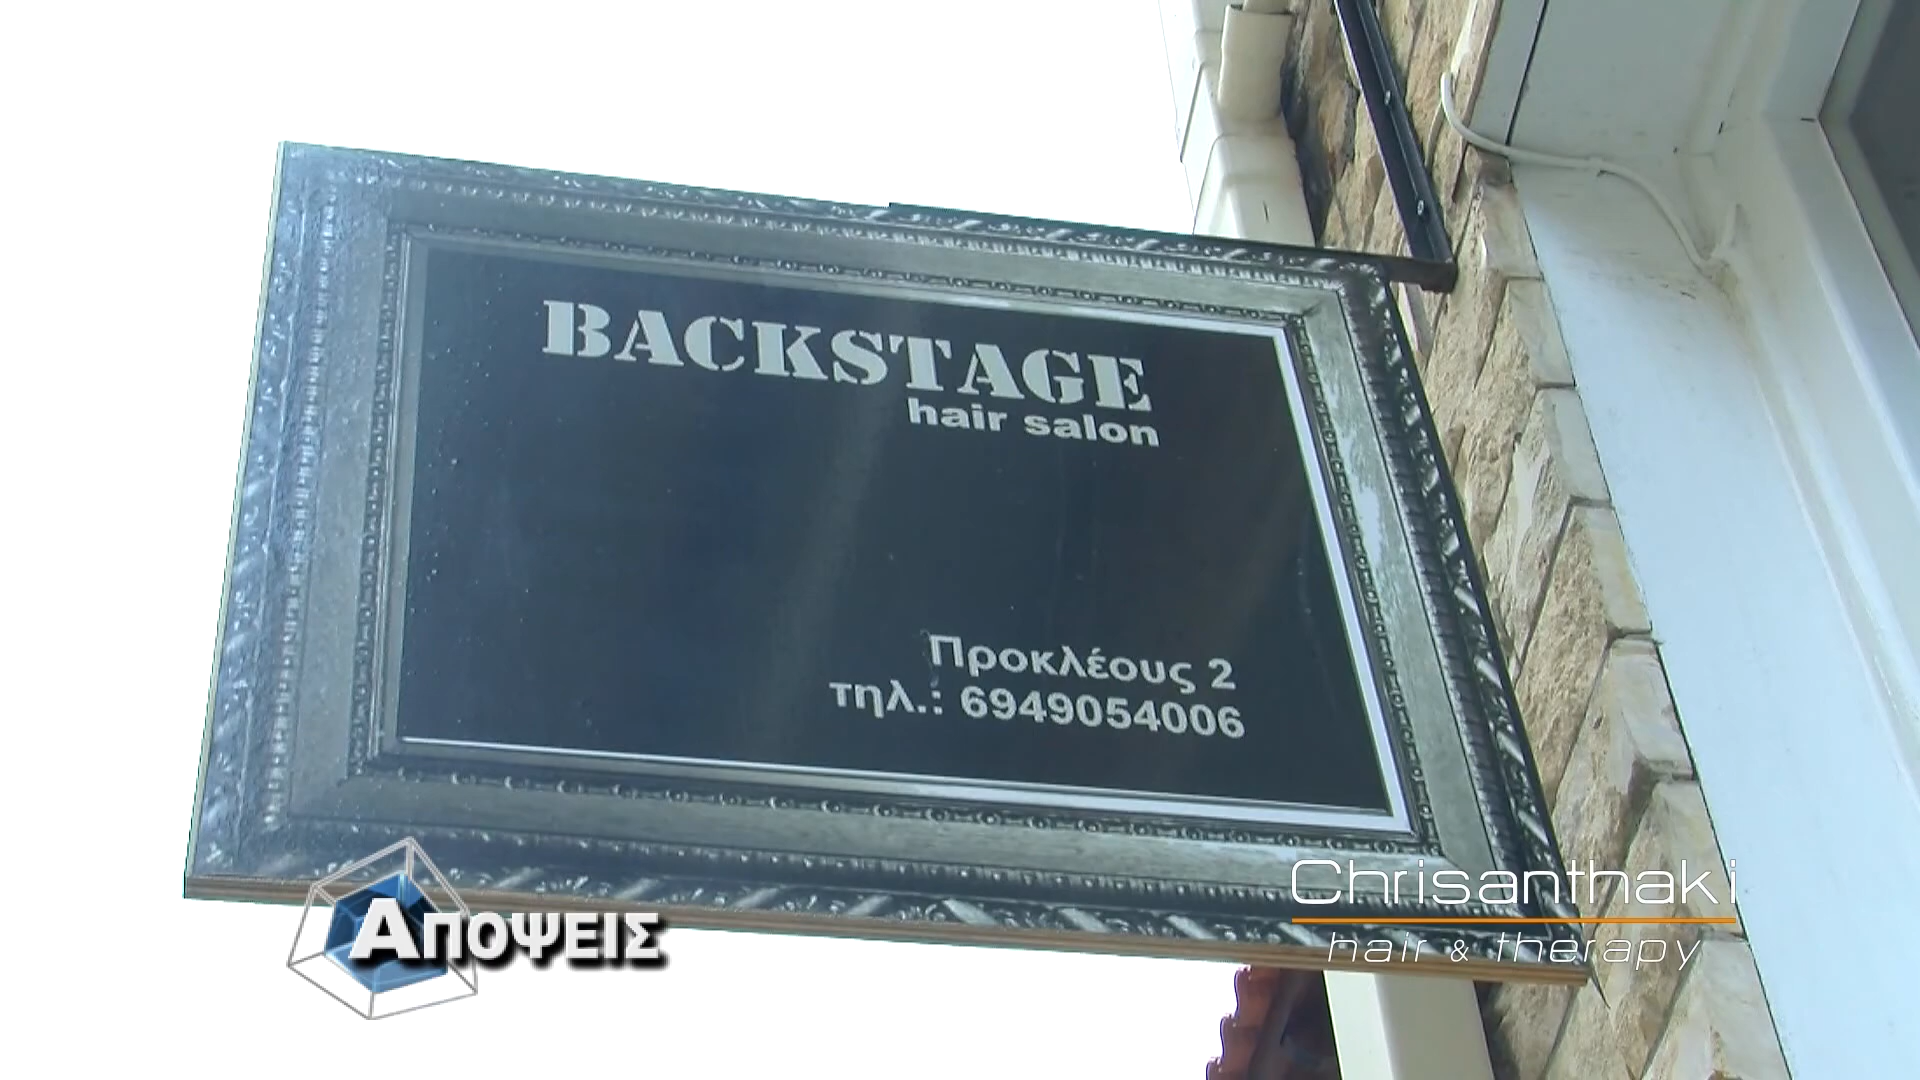 BACKSTAGE
hair salon
Προκλέους 2
τηλ.: 6949054006
ΑΠΟΨΕΙΣ
Chrisanthaki
hair & therapy